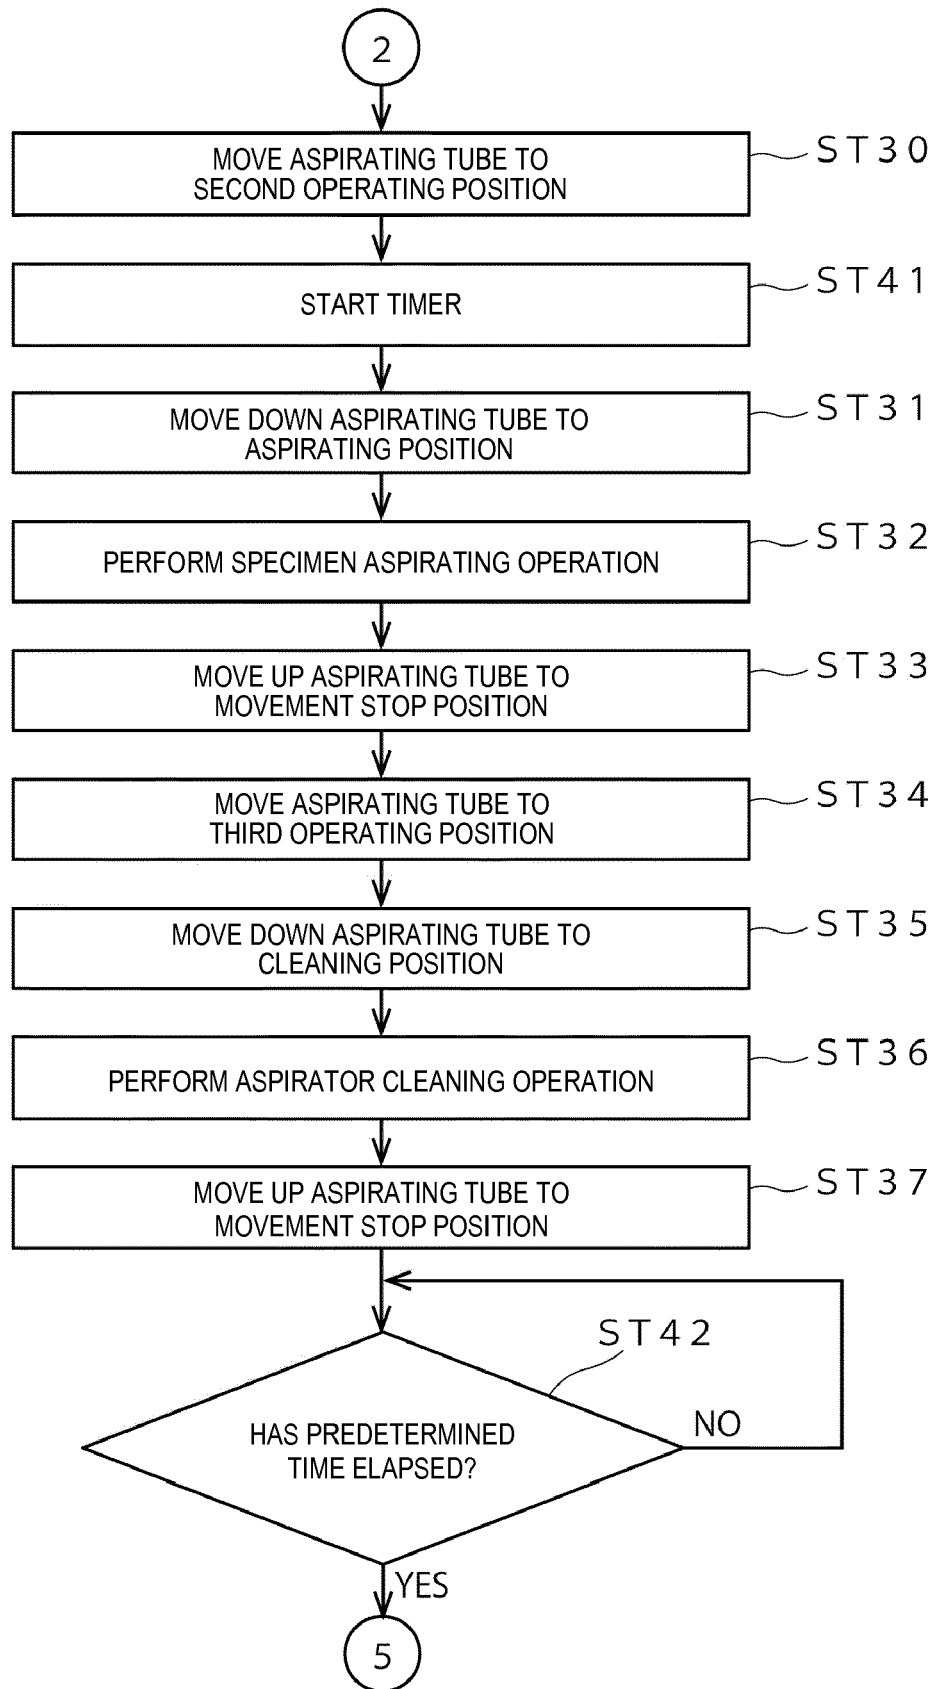 2
MOVE ASPIRATING TUBE TO
SECOND OPERATING POSITION
ST30
START TIMER
ST41
MOVE DOWN ASPIRATING TUBE TO
ASPIRATING POSITION
ST31
PERFORM SPECIMEN ASPIRATING OPERATION
ST32
MOVE UP ASPIRATING TUBE TO
MOVEMENT STOP POSITION
ST33
MOVE ASPIRATING TUBE TO
THIRD OPERATING POSITION
ST34
MOVE DOWN ASPIRATING TUBE TO
CLEANING POSITION
ST35
PERFORM ASPIRATOR CLEANING OPERATION
ST36
MOVE UP ASPIRATING TUBE TO
MOVEMENT STOP POSITION
ST37
ST42
HAS PREDETERMINED
TIME ELAPSED?
NO
YES
5